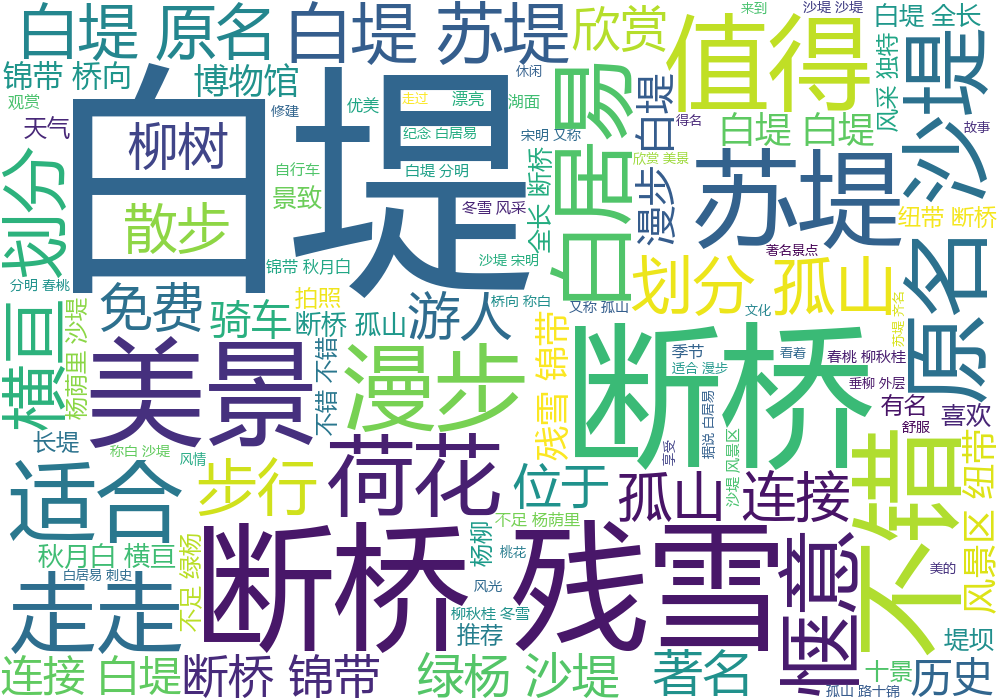 白堤 原名
白堤 苏堤
欣赏
值得
来到
沙堤 沙堤
白堤 全长
锦带 桥向
博物馆
休闲
观赏
修建
优美
走过
漂亮
湖面
白居易
白堤
得名
风采 独特
沙堤
故事
天气
柳树
白堤
纪念 白居易
宋明 又称
白堤 白堤
划分
散步
自行车
白堤 分明
全长 断桥
漫步
欣赏 美景
苏堤
景致
冬雪 风采
纽带 断桥
锦带 秋月白
沙堤 宋明
著名景点
原名
分明 春桃
免费
拍照
桥向 称白
又称 孤山
划分 孤山
文化
苏堤 齐名
横亘
杨荫里 沙堤
骑车
断桥 孤山
游人
残雪 锦带
断桥
季节
看着
春桃 柳秋桂
适合 漫步
美景
不错 不错
漫步
垂柳 外层
据说 白居易
有名
喜欢
舒服
长堤
称白 沙堤
风情
荷花
享受
沙堤 风景区
不错
纽带
风景区
适合
步行
位于
孤山 连接
不足 杨荫里
秋月白 横亘
不足 绿杨
断桥 残雪
杨柳
桃花
惬意
美的
白居易 刺史
走走
风光
柳秋桂 冬雪
推荐
堤坝
连接 白堤
断桥 锦带
绿杨 沙堤
著名
十景
历史
孤山 路十锦